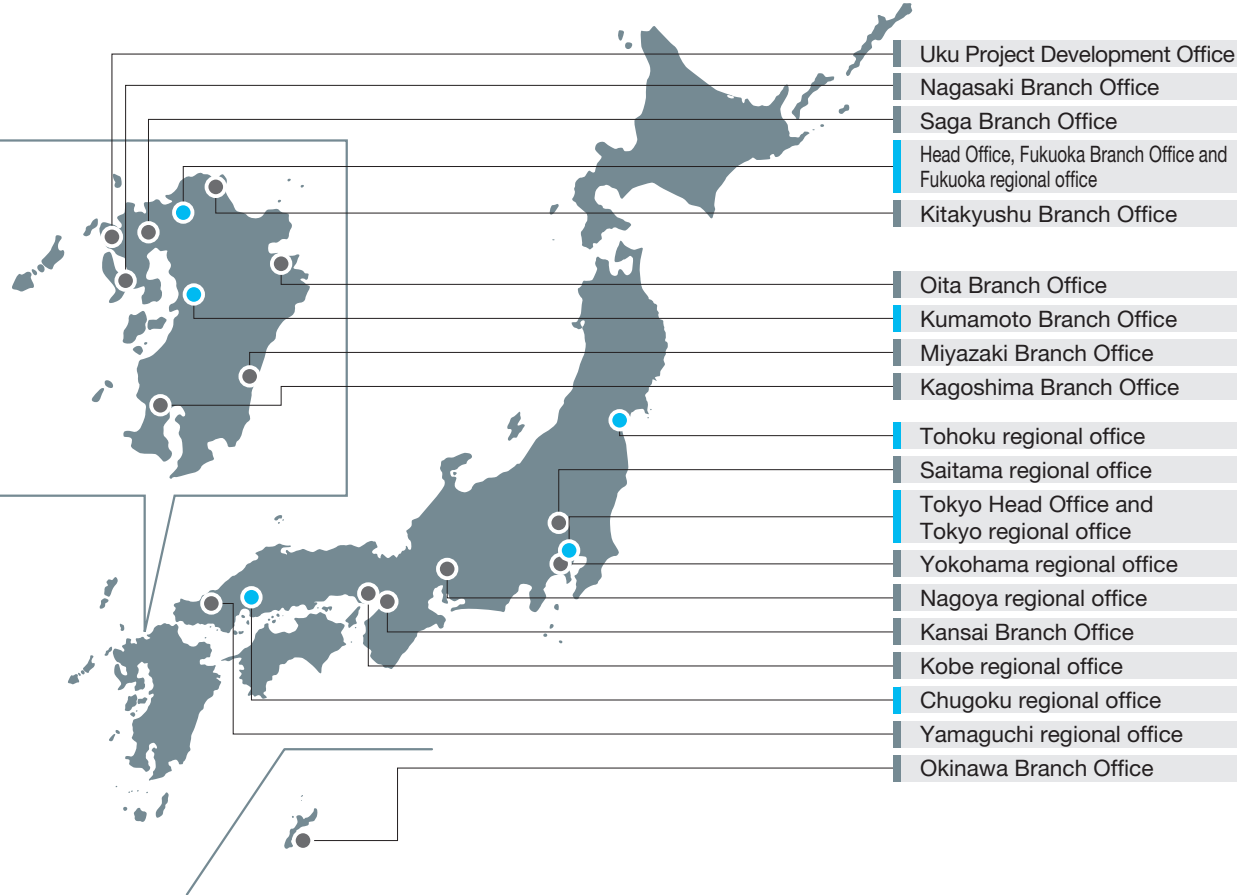 Uku Project Development Office
Nagasaki Branch Office
Saga Branch Office
Head Office, Fukuoka Branch Office and
Fukuoka regional office
Kitakyushu Branch Office
Oita Branch Office
Kumamoto Branch Office
Miyazaki Branch Office
Kagoshima Branch Office
Tohoku regional office
Saitama regional office
Tokyo Head Office and
Tokyo regional office
Yokohama regional office
Nagoya regional office
Kansai Branch Office
Kobe regional office
Chugoku regional office
Yamaguchi regional office
Okinawa Branch Office